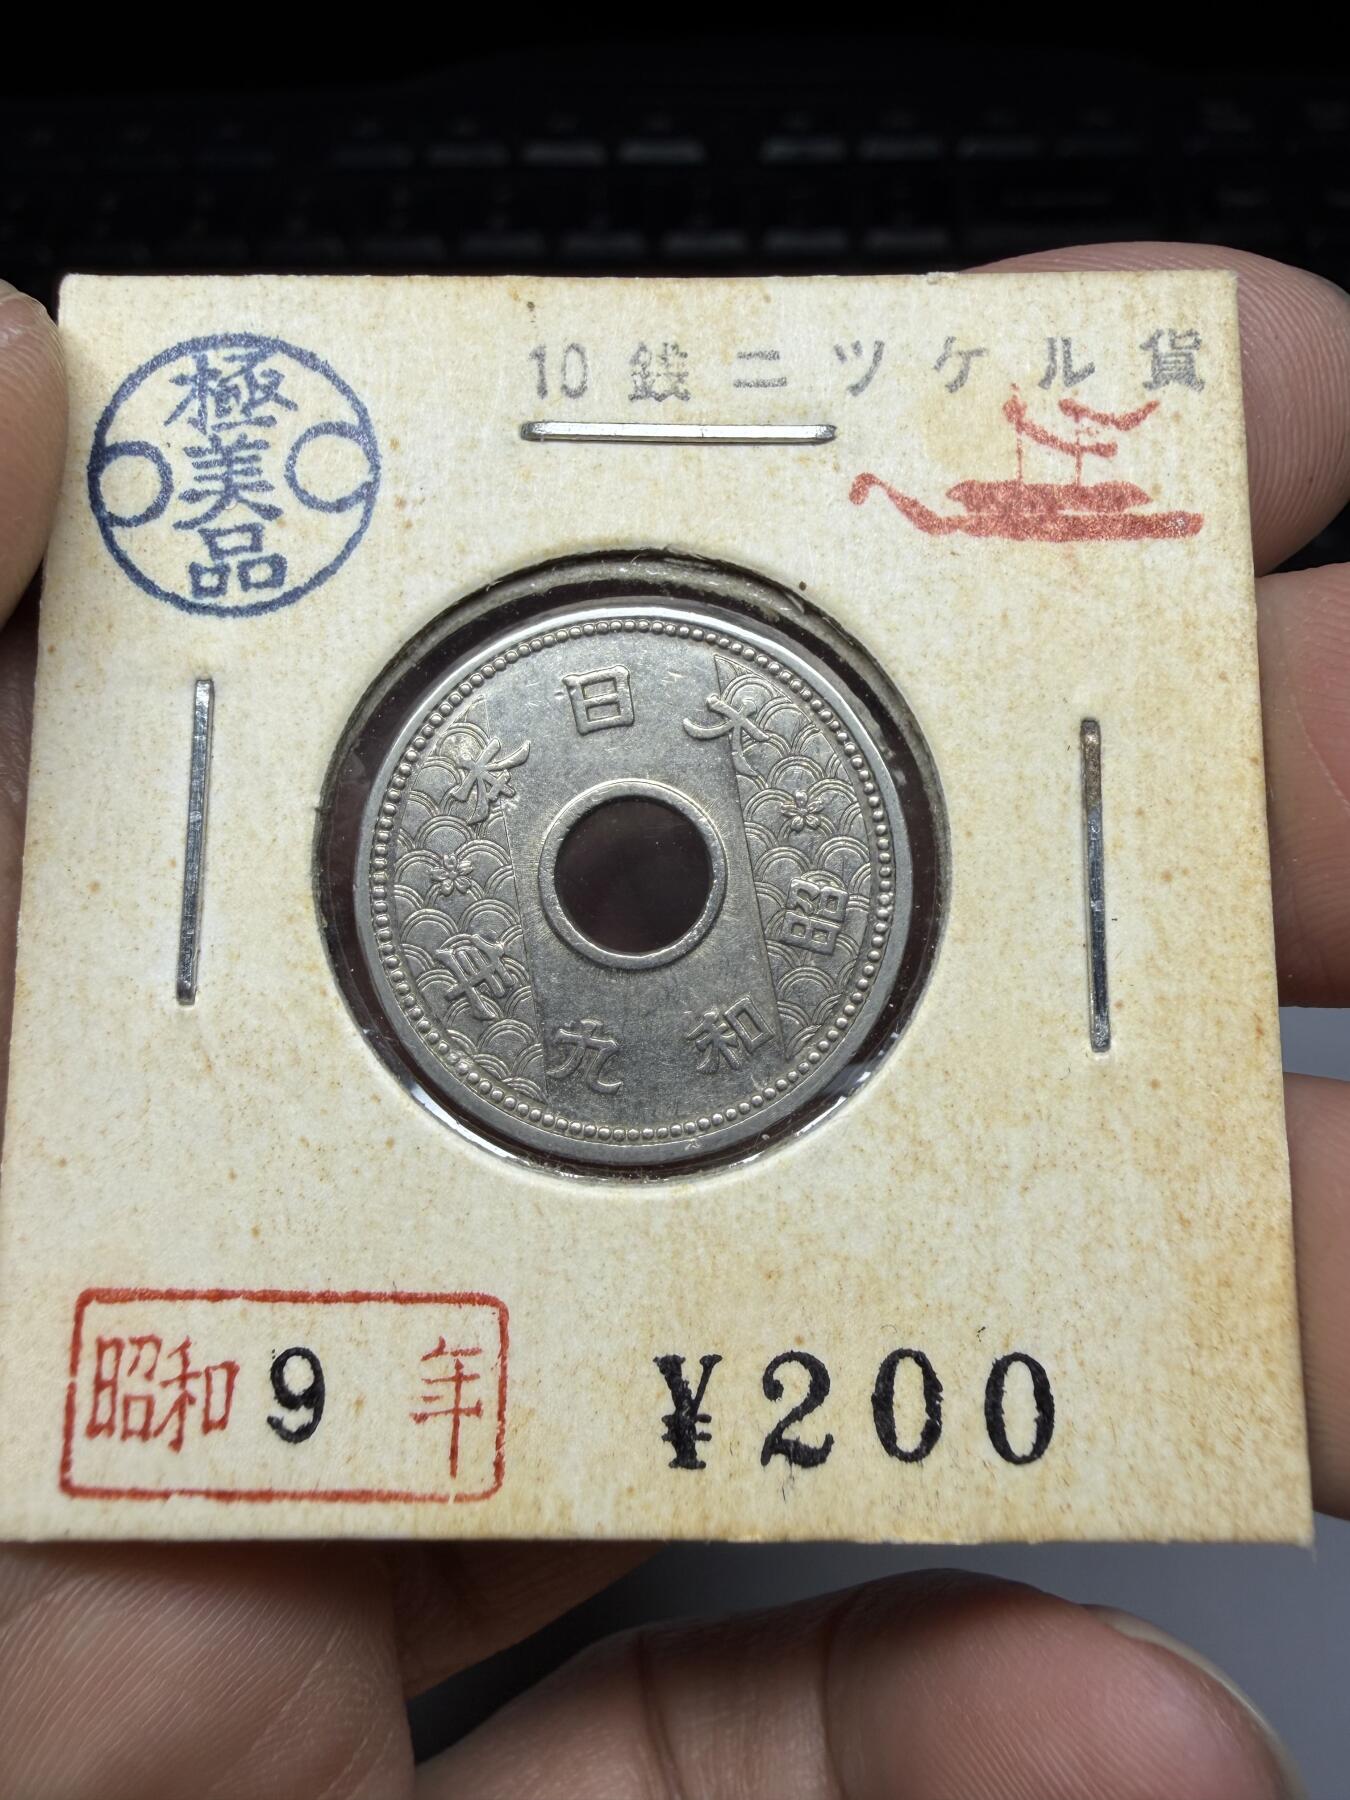 10銭ニツケル貨
極美品
大日本
昭和九年
昭和9年
¥200